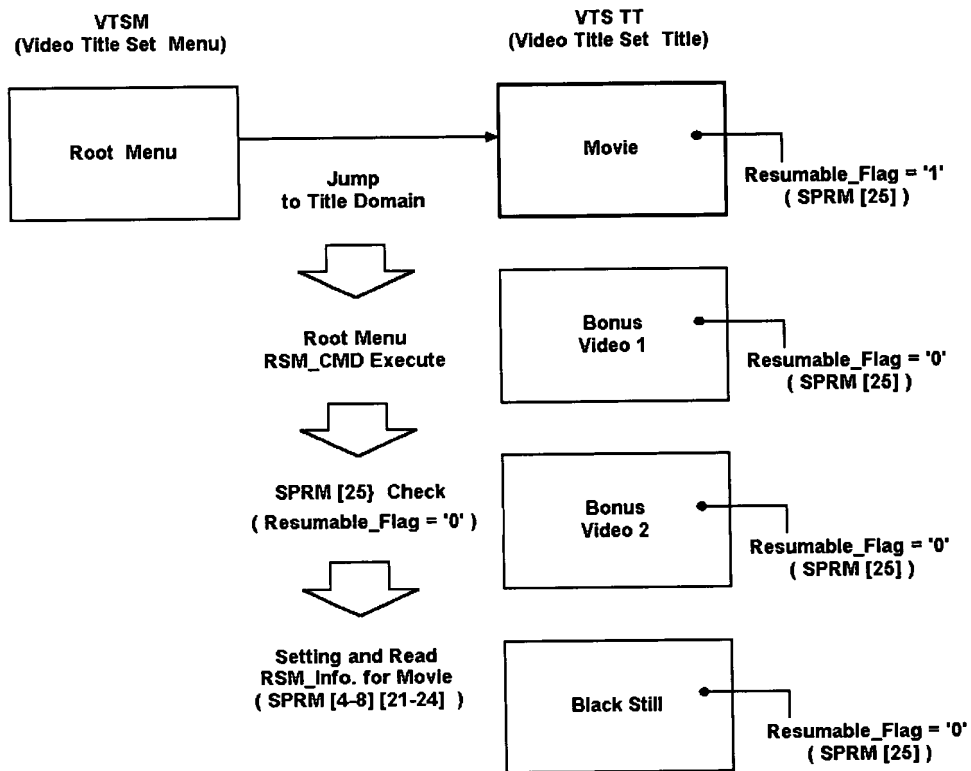 VTSM
(Video Title Set Menu)
VTS TT
(Video Title Set Title)
Root Menu
Jump
to Title Domain
Movie
Resumable_Flag = '1'
( SPRM [25] )
Root Menu
RSM_CMD Execute
Bonus
Video 1
Resumable_Flag = '0'
( SPRM [25] )
SPRM [25} Check
( Resumable_Flag = '0' )
Bonus
Video 2
Resumable_Flag = '0'
( SPRM [25] )
Setting and Read
RSM_Info. for Movie
( SPRM [4-8] [21-24] )
Black Still
Resumable_Flag = '0'
( SPRM [25] )